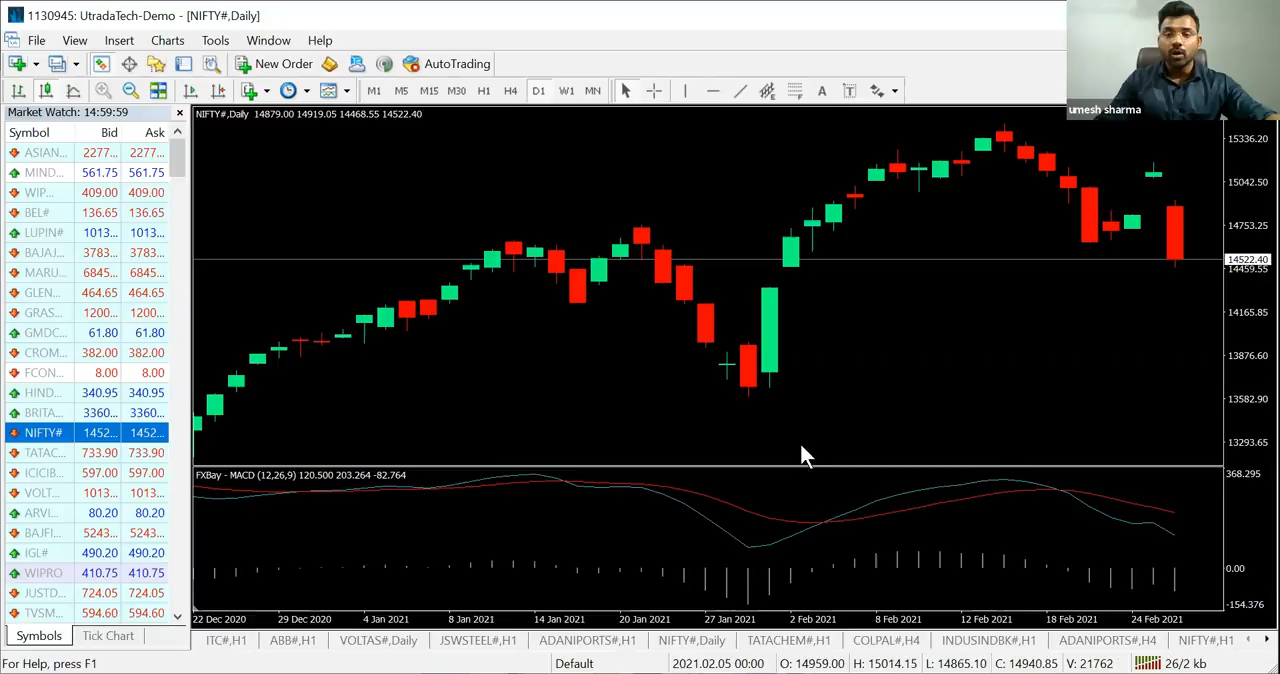 1130945: UtradaTech-Demo - [NIFTY#,Daily]
File View Insert Charts Tools Window Help
New Order AutoTrading
M1 M5 M15 M30 H1 H4 D1 W1 MN A T
umesh sharma
Market Watch: 14:59:59
Symbol Bid Ask
ASIAN... 2277... 2277...
MIND... 561.75 561.75
WIP... 409.00 409.00
BEL# 136.65 136.65
LUPIN# 1013... 1013...
BAJAJ... 3783... 3783...
MARU... 6845... 6845...
GLEN... 464.65 464.65
GRAS... 1200... 1200...
GMDC... 61.80 61.80
CROM... 382.00 382.00
FCON... 8.00 8.00
HIND... 340.95 340.95
BRITA... 3360... 3360...
NIFTY# 1452... 1452...
TATAC... 733.90 733.90
ICICIB... 597.00 597.00
VOLT... 1013... 1013...
ARVI... 80.20 80.20
BAJFI... 5243... 5243...
IGL# 490.20 490.20
WIPRO 410.75 410.75
JUSTD... 724.05 724.05
TVSM... 594.60 594.60
Symbols Tick Chart
NIFTY#,Daily 14879.00 14919.05 14468.55 14522.40
15336.20
15042.50
14753.25
14522.40
14459.55
14165.85
13876.60
13582.90
13293.65
FXBay - MACD (12,26,9) 120.500 203.264 -82.764
368.295
0.00
-154.376
22 Dec 2020 29 Dec 2020 4 Jan 2021 8 Jan 2021 14 Jan 2021 20 Jan 2021 27 Jan 2021 2 Feb 2021 8 Feb 2021 12 Feb 2021 18 Feb 2021 24 Feb 2021
ITC#,H1 ABB#,H1 VOLTAS#,Daily JSWSTEEL#,H1 ADANIPORTS#,H1 NIFTY#,Daily TATACHEM#,H1 COLPAL#,H4 INDUSINDBK#,H1 ADANIPORTS#,H4 NIFTY#,H1
For Help, press F1 Default 2021.02.05 00:00 O: 14959.00 H: 15014.15 L: 14865.10 C: 14940.85 V: 21762 26/2 kb